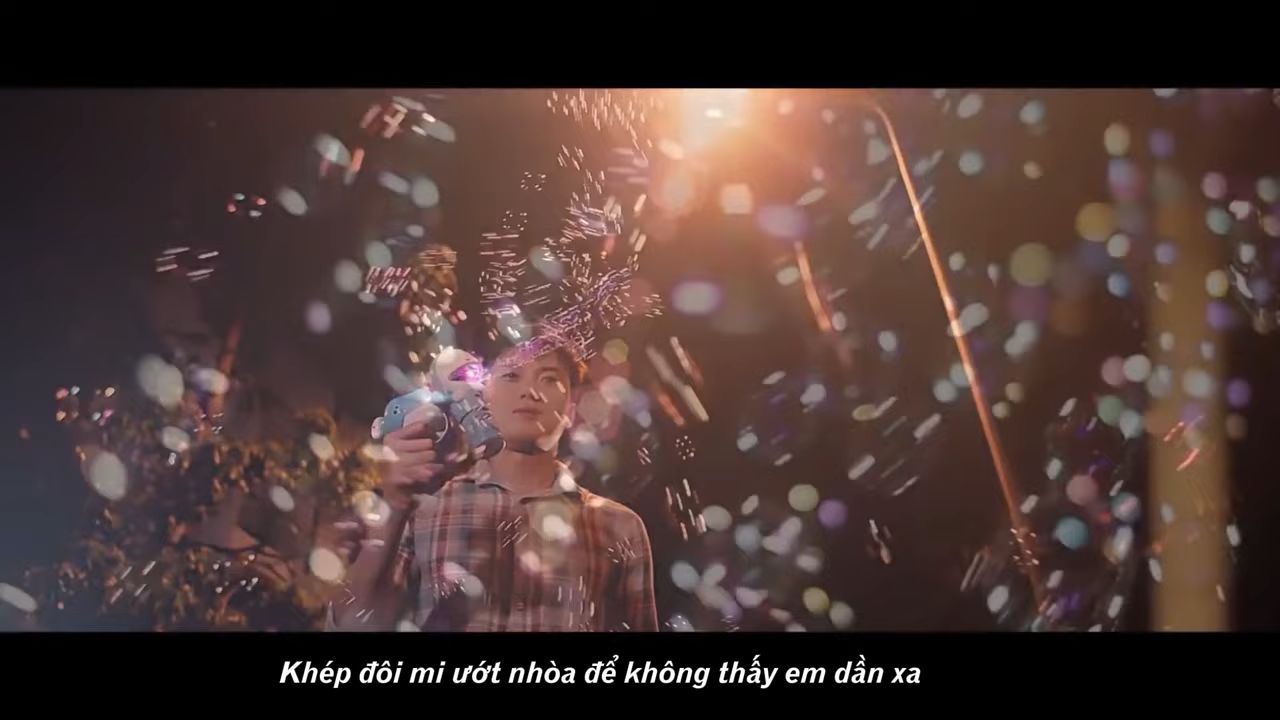 Khép đôi mi ướt nhòa để không thấy em dần xa